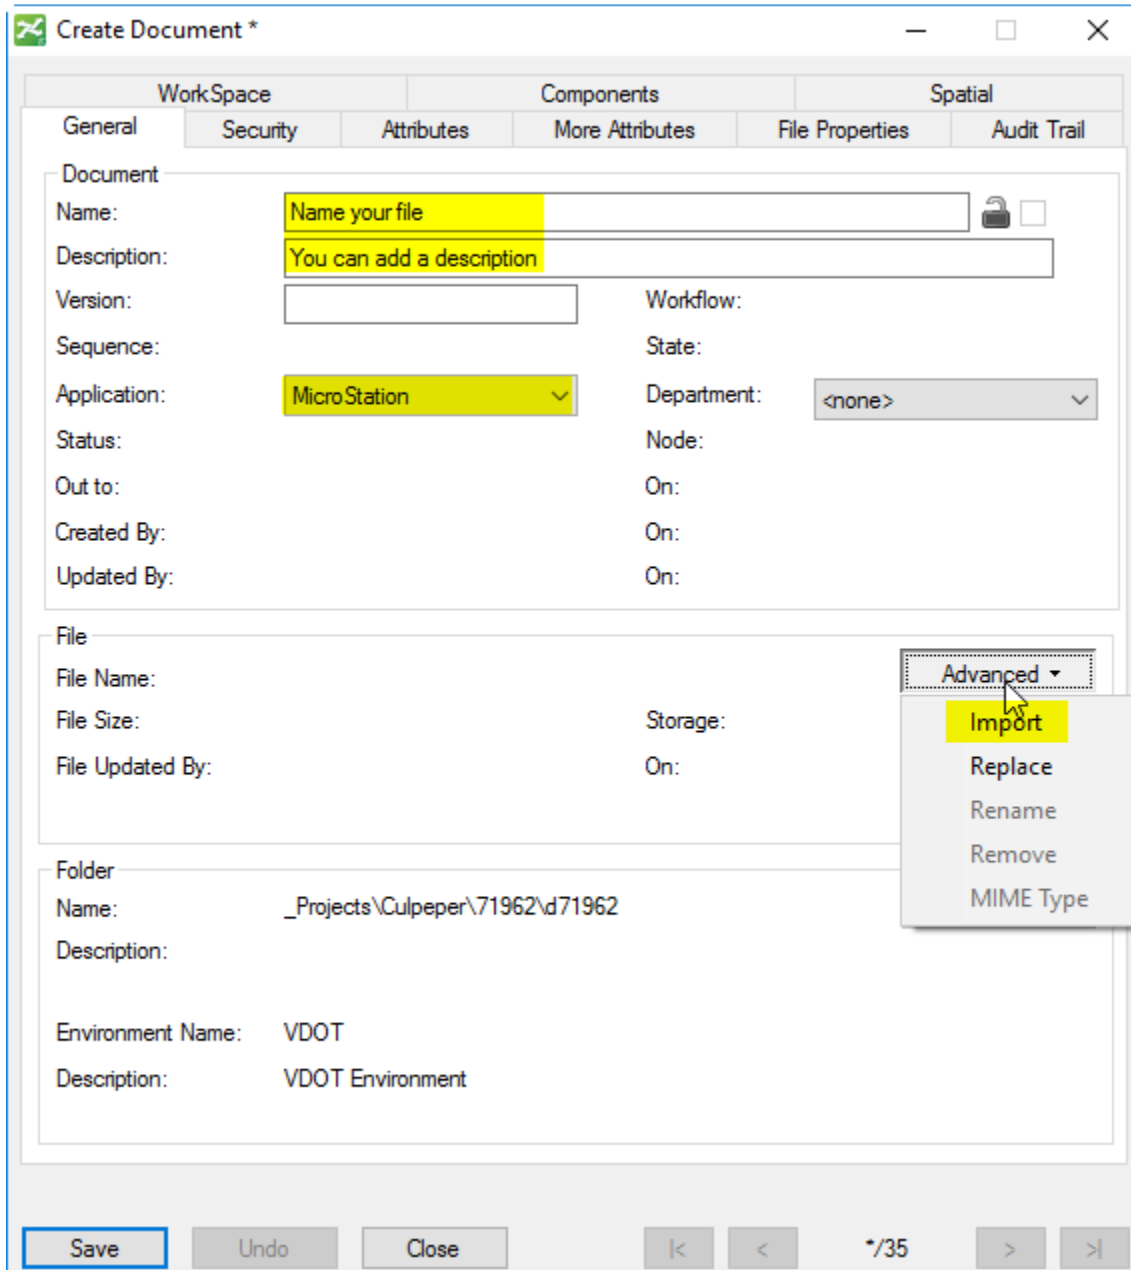 Create Document *
WorkSpace Components Spatial
General Security Attributes More Attributes File Properties Audit Trail
Document
Name: Name your file
Description: You can add a description
Version: Workflow:
Sequence: State:
Application: MicroStation Department: <none>
Status: Node:
Out to: On:
Created By: On:
Updated By: On:
File
File Name: Advanced
File Size: Storage: Import
File Updated By: On: Replace
Rename
Remove
Folder
Name: _Projects\Culpeper\71962\d71962 MIME Type
Description:
Environment Name: VDOT
Description: VDOT Environment
Save Undo Close |< < */35 > >|